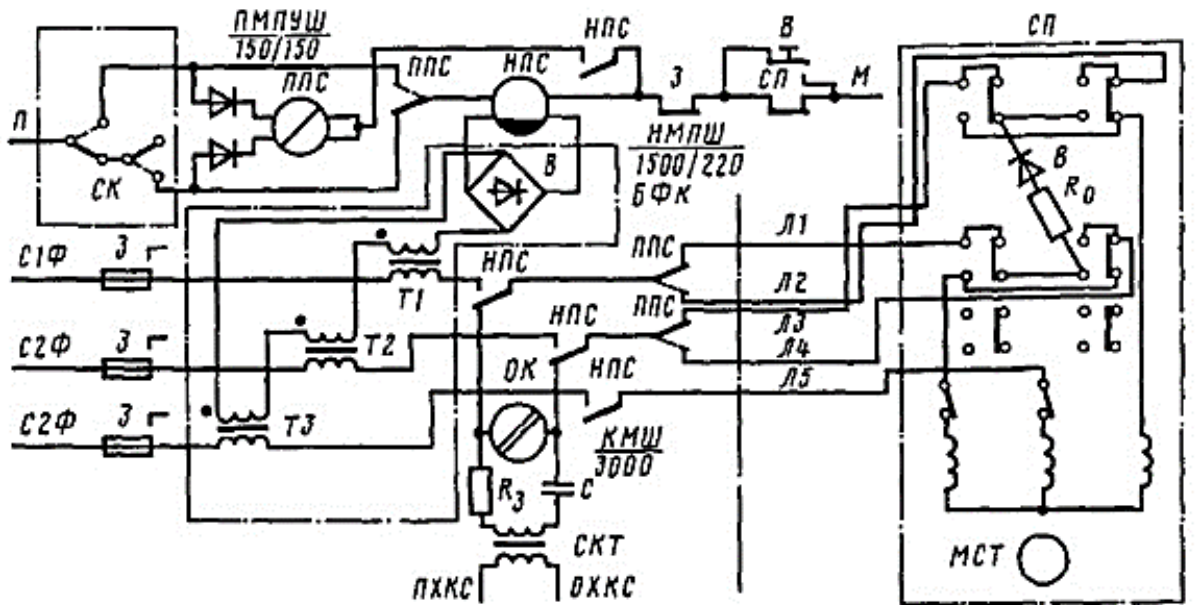 ПМПУШ
150/150
ППС
ППС
НПС
НПС
В
СП
П
СК
З
СП
М
НМПШ
1500/220
БФК
В
В
R₀
С1Ф
З
Т1
НПС
ППС
Л1
Л2
С2Ф
З
Т2
НПС
ППС
Л3
Л4
ОК
НПС
Л5
С2Ф
З
Т3
КМШ
3000
R₃
С
СКТ
ПХКС
ОХКС
МСТ